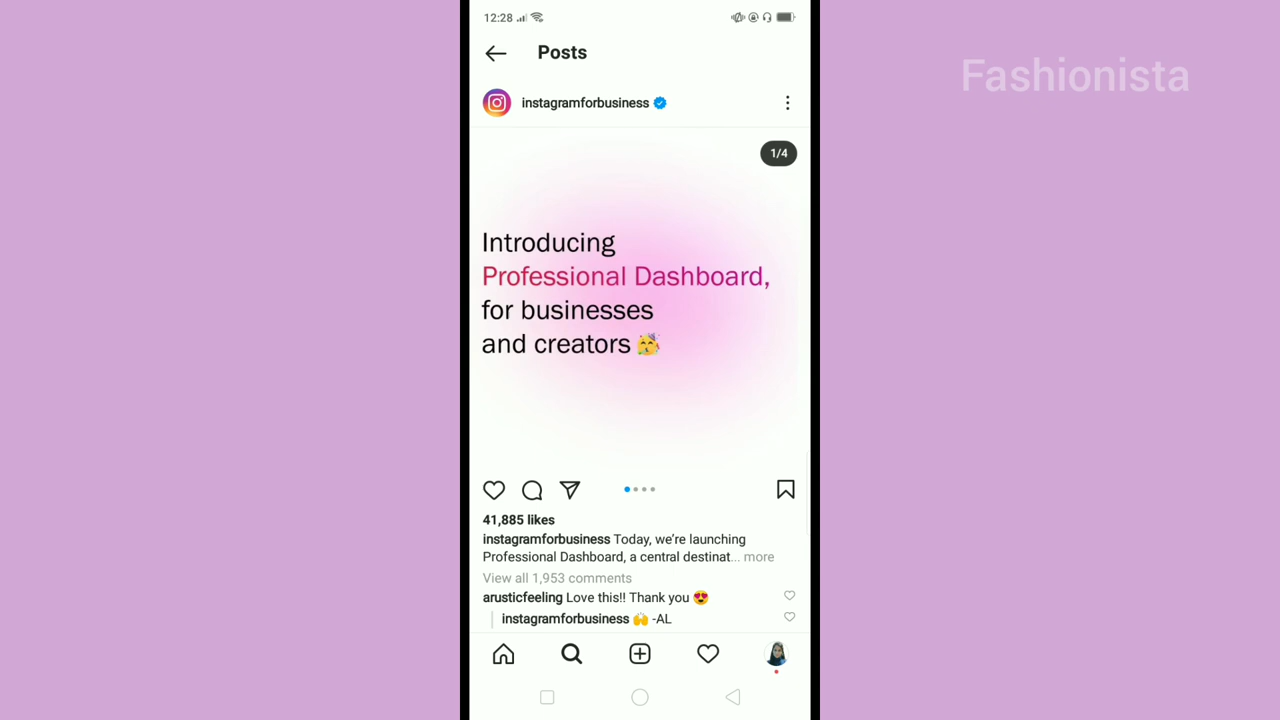 12:28
Posts
Fashionista
instagramforbusiness
1/4
Introducing
Professional Dashboard,
for businesses
and creators 🥳
41,885 likes
instagramforbusiness Today, we're launching
Professional Dashboard, a central destinat... more
View all 1,953 comments
arusticfeeling Love this!! Thank you 😍
instagramforbusiness 🙌 -AL